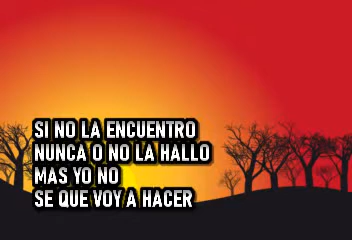 SI NO LA ENCUENTRO
NUNCA O NO LA HALLO
MAS YO NO
SE QUE VOY A HACER